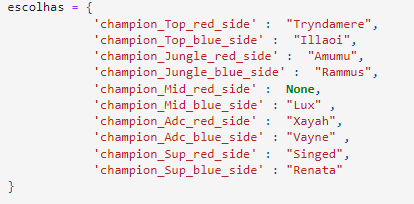 escolhas = {
'champion_Top_red_side' : "Tryndamere",
'champion_Top_blue_side' : "Illaoi",
'champion_Jungle_red_side' : "Amumu",
'champion_Jungle_blue_side' : "Rammus",
'champion_Mid_red_side' : None,
'champion_Mid_blue_side' : "Lux" ,
'champion_Adc_red_side' : "Xayah",
'champion_Adc_blue_side' : "Vayne" ,
'champion_Sup_red_side' : "Singed",
'champion_Sup_blue_side' : "Renata"
}